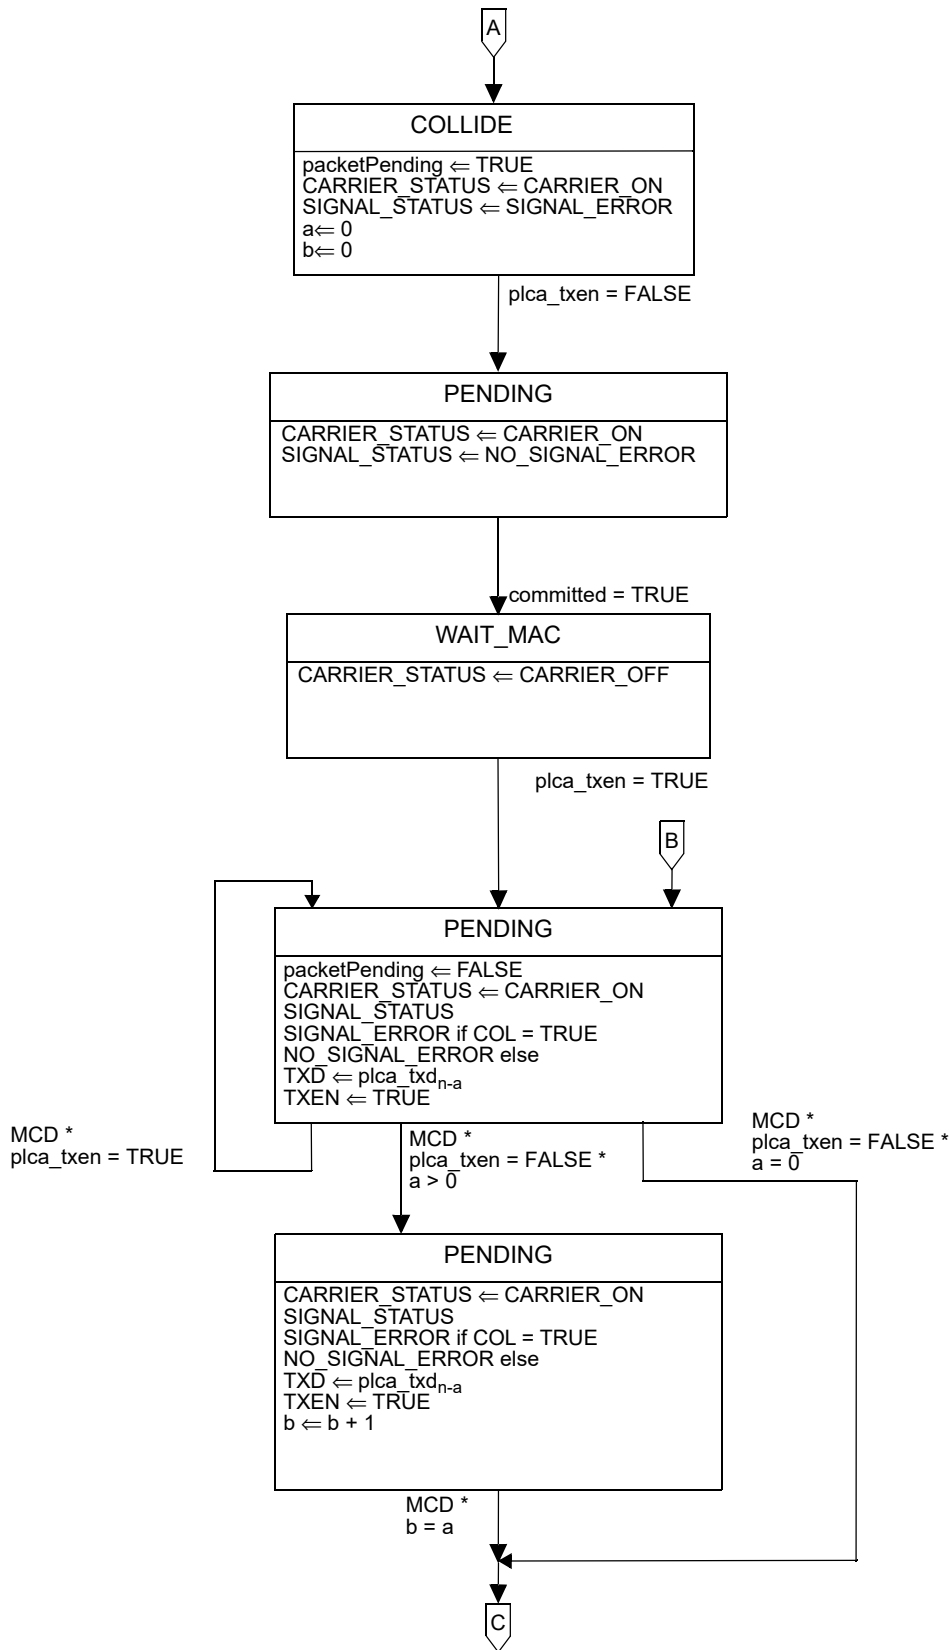 A
COLLIDE
packetPending ⇐ TRUE
CARRIER_STATUS ⇐ CARRIER_ON
SIGNAL_STATUS ⇐ SIGNAL_ERROR
a⇐ 0
b⇐ 0
plca_txen = FALSE
PENDING
CARRIER_STATUS ⇐ CARRIER_ON
SIGNAL_STATUS ⇐ NO_SIGNAL_ERROR
committed = TRUE
WAIT_MAC
CARRIER_STATUS ⇐ CARRIER_OFF
plca_txen = TRUE
B
PENDING
packetPending ⇐ FALSE
CARRIER_STATUS ⇐ CARRIER_ON
SIGNAL_STATUS
SIGNAL_ERROR if COL = TRUE
NO_SIGNAL_ERROR else
TXD ⇐ plca_txdn-a
TXEN ⇐ TRUE
MCD *
plca_txen = TRUE
MCD *
plca_txen = FALSE *
a > 0
MCD *
plca_txen = FALSE *
a = 0
PENDING
CARRIER_STATUS ⇐ CARRIER_ON
SIGNAL_STATUS
SIGNAL_ERROR if COL = TRUE
NO_SIGNAL_ERROR else
TXD ⇐ plca_txdn-a
TXEN ⇐ TRUE
b ⇐ b + 1
MCD *
b = a
C